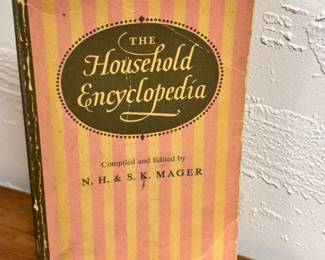 THE
Household
Encyclopedia
Compiled and Edited by
N. H. & S. K. MAGER